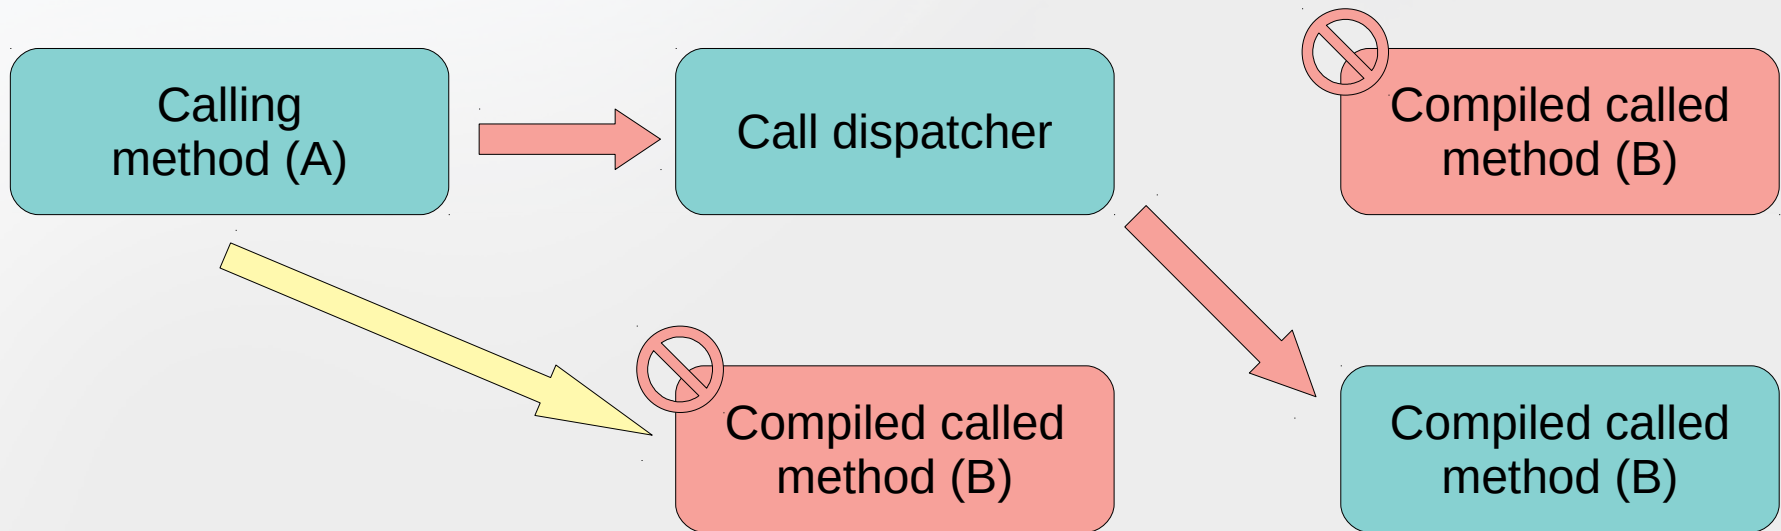 Calling
method (A)
Call dispatcher
Compiled called
method (B)
Compiled called
method (B)
Compiled called
method (B)